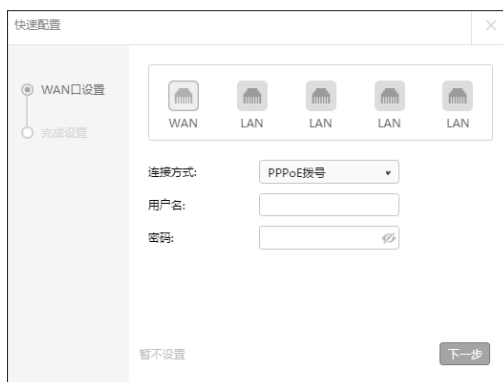 快速配置
WAN口设置
完成设置
WAN LAN LAN LAN LAN
连接方式: PPPoE拨号
用户名:
密码:
暂不设置 下一步